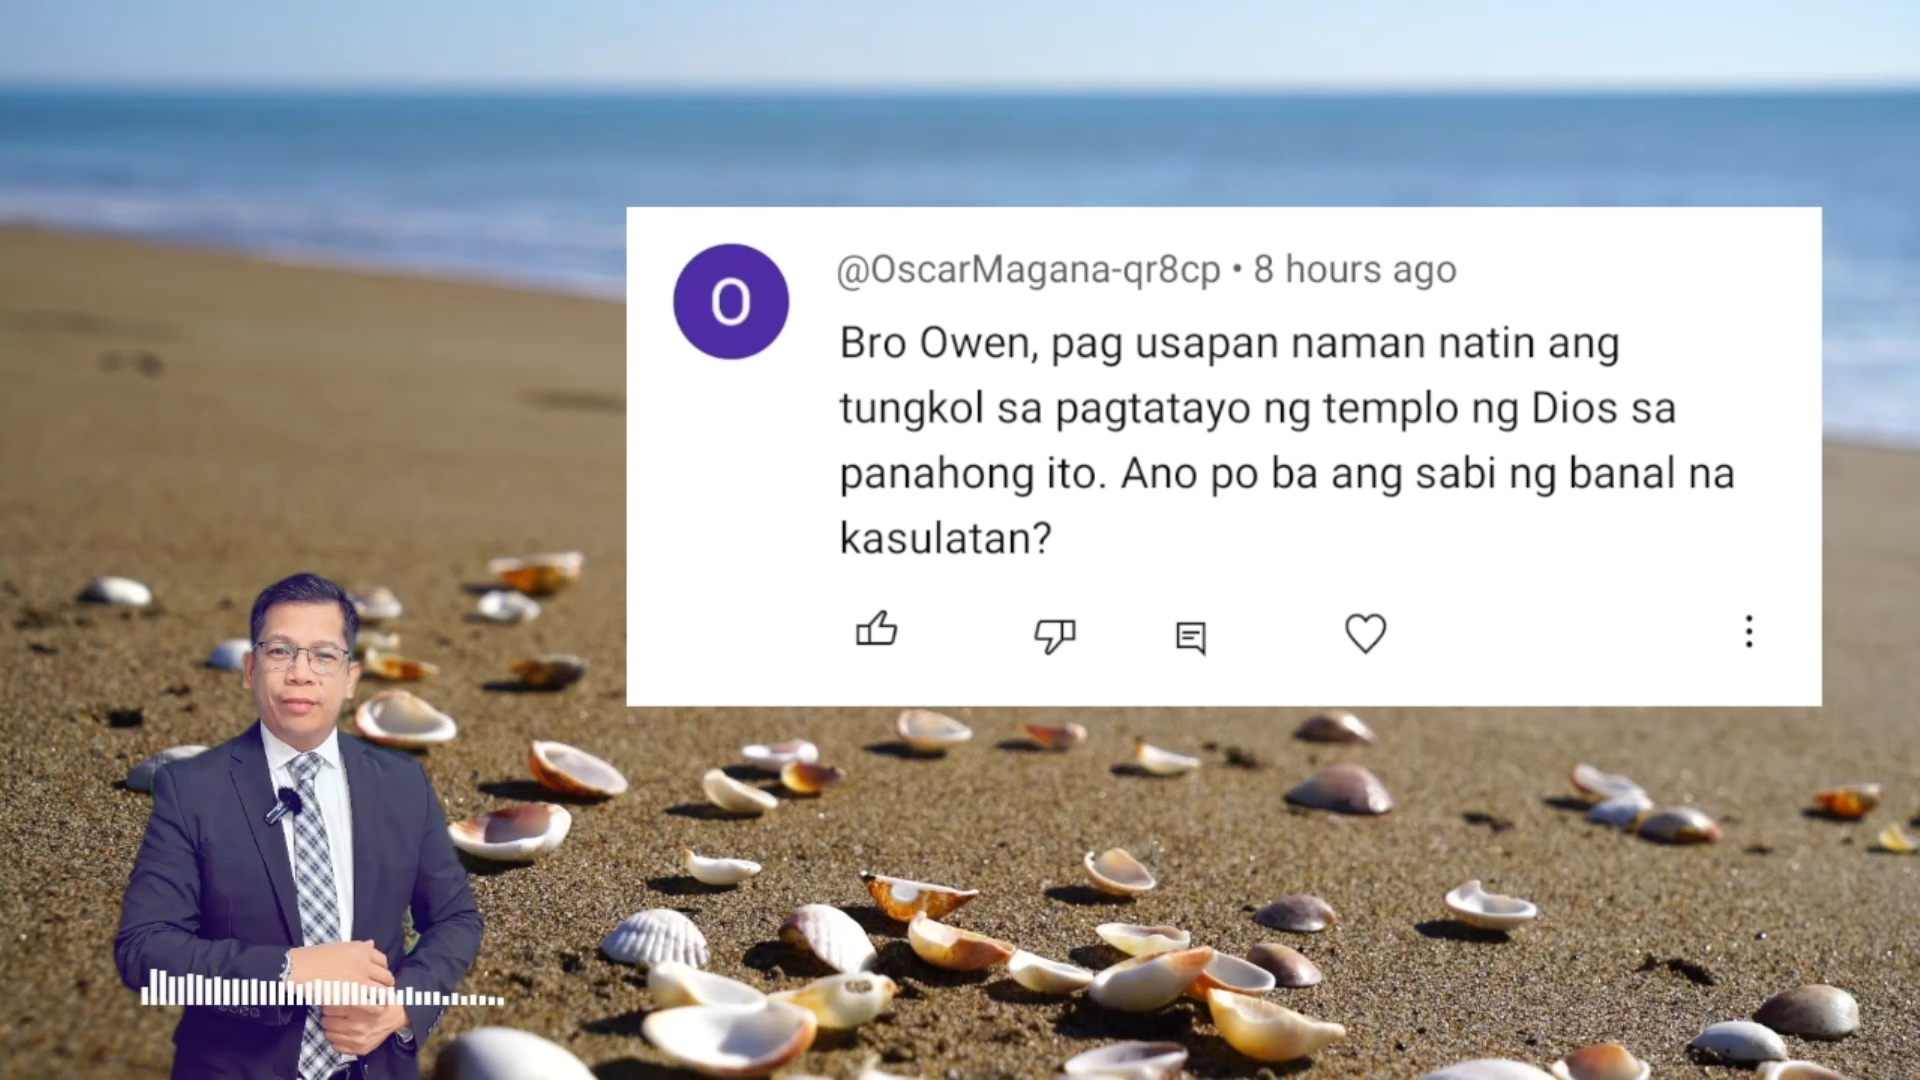 O
@OscarMagana-qr8cp • 8 hours ago
Bro Owen, pag usapan naman natin ang
tungkol sa pagtatayo ng templo ng Dios sa
panahong ito. Ano po ba ang sabi ng banal na
kasulatan?